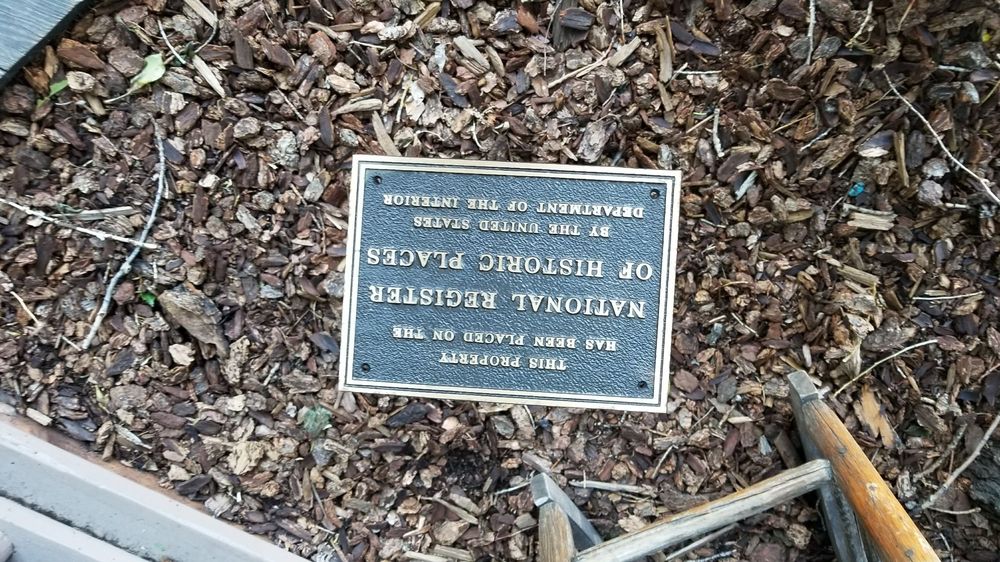 THIS PROPERTY
HAS BEEN PLACED ON THE
NATIONAL REGISTER
OF HISTORIC PLACES
BY THE UNITED STATES
DEPARTMENT OF THE INTERIOR